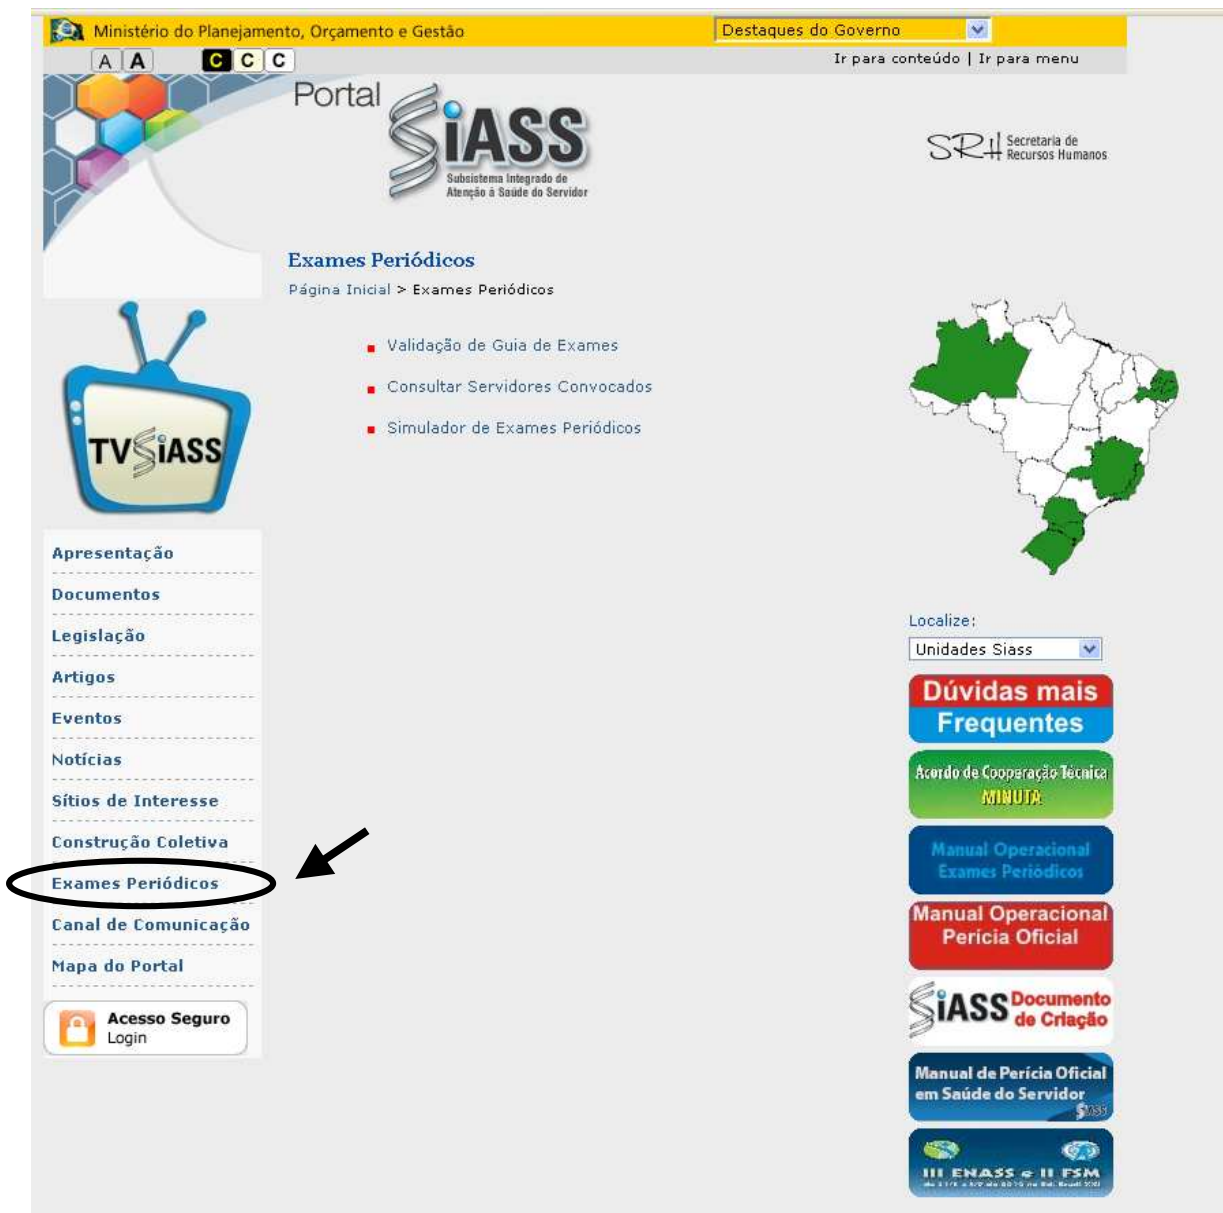 Ministério do Planejamento, Orçamento e Gestão
Destaques do Governo
A A C C C
Ir para conteúdo | Ir para menu
Portal
SiASS
Subsistema Integrado de
Atenção à Saúde do Servidor
SRH Secretaria de
Recursos Humanos
Exames Periódicos
Página Inicial > Exames Periódicos
Validação de Guia de Exames
Consultar Servidores Convocados
Simulador de Exames Periódicos
TVSiASS
Apresentação
Documentos
Legislação
Artigos
Eventos
Notícias
Sítios de Interesse
Construção Coletiva
Exames Periódicos
Canal de Comunicação
Mapa do Portal
Acesso Seguro
Login
Localize:
Unidades Siass
Dúvidas mais
Frequentes
Acordo de Cooperação Técnica
MINUTA
Manual Operacional
Exames Periódicos
Manual Operacional
Perícia Oficial
SiASS Documento
de Criação
Manual de Perícia Oficial
em Saúde do Servidor
SIASS
III ENASS e II FSM